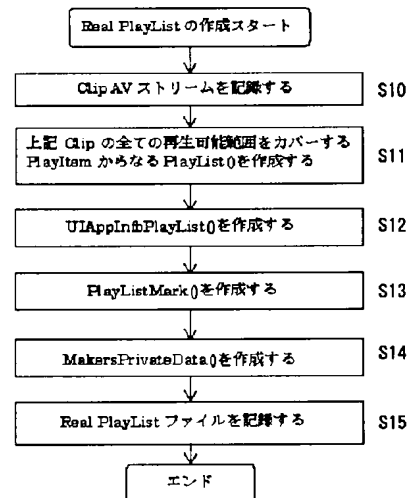 Real PlayList の作成スタート
Clip AV ストリームを記録する
S10
上記 Clip の全ての再生可能範囲をカバーする
PlayItem からなる PlayList()を作成する
S11
UIAppInfoPlayList()を作成する
S12
PlayListMark()を作成する
S13
MakersPrivateData()を作成する
S14
Real PlayList ファイルを記録する
S15
エンド